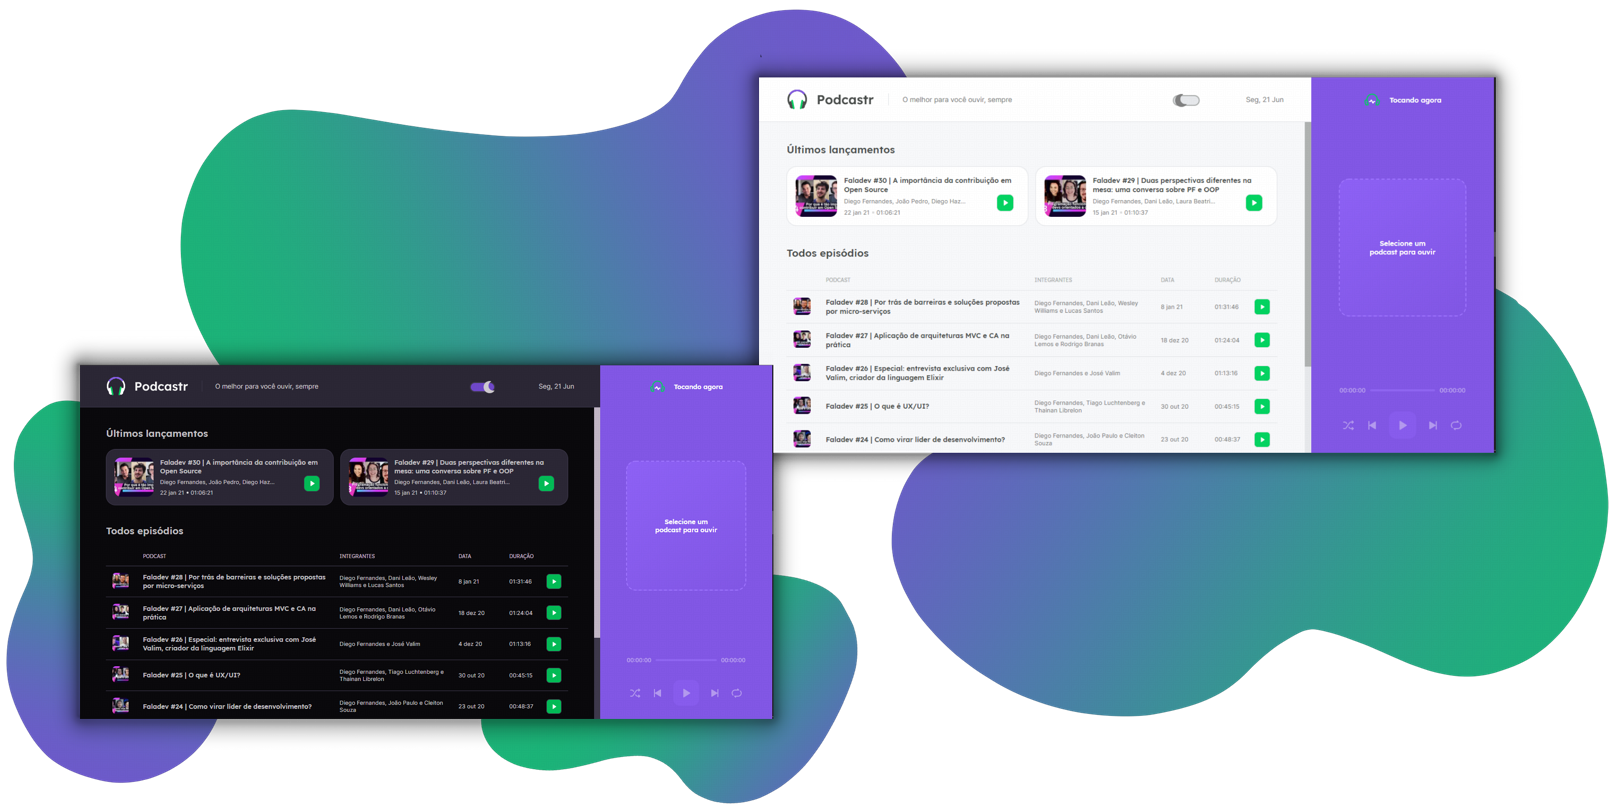 Podcastr
O melhor para você ouvir, sempre
Seg, 21 Jun
Tocando agora
Últimos lançamentos
Faladev #30 | A importância da contribuição em
Open Source
Diego Fernandes, João Pedro, Diego Haz...
22 jan 21 • 01:06:21
Faladev #29 | Duas perspectivas diferentes na
mesa: uma conversa sobre PF e OOP
Diego Fernandes, Dani Leão, Laura Beatri...
15 jan 21 • 01:10:37
Selecione um
podcast para ouvir
Todos episódios
PODCAST
INTEGRANTES
DATA
DURAÇÃO
Faladev #28 | Por trás de barreiras e soluções propostas
por micro-serviços
Diego Fernandes, Dani Leão, Wesley
Williams e Lucas Santos
8 jan 21
01:31:46
Faladev #27 | Aplicação de arquiteturas MVC e CA na
prática
Diego Fernandes, Dani Leão, Otávio
Lemos e Rodrigo Branas
18 dez 20
01:24:04
Faladev #26 | Especial: entrevista exclusiva com José
Valim, criador da linguagem Elixir
Diego Fernandes e José Valim
4 dez 20
01:13:16
Faladev #25 | O que é UX/UI?
Diego Fernandes, Tiago Luchtenberg e
Thainan Librelon
30 out 20
00:45:15
Faladev #24 | Como virar líder de desenvolvimento?
Diego Fernandes, João Paulo e Cleiton
Souza
23 out 20
00:48:37
00:00:00
00:00:00
Podcastr
O melhor para você ouvir, sempre
Seg, 21 Jun
Tocando agora
Últimos lançamentos
Faladev #30 | A importância da contribuição em
Open Source
Diego Fernandes, João Pedro, Diego Haz...
22 jan 21 • 01:06:21
Faladev #29 | Duas perspectivas diferentes na
mesa: uma conversa sobre PF e OOP
Diego Fernandes, Dani Leão, Laura Beatri...
15 jan 21 • 01:10:37
Selecione um
podcast para ouvir
Todos episódios
PODCAST
INTEGRANTES
DATA
DURAÇÃO
Faladev #28 | Por trás de barreiras e soluções propostas
por micro-serviços
Diego Fernandes, Dani Leão, Wesley
Williams e Lucas Santos
8 jan 21
01:31:46
Faladev #27 | Aplicação de arquiteturas MVC e CA na
prática
Diego Fernandes, Dani Leão, Otávio
Lemos e Rodrigo Branas
18 dez 20
01:24:04
Faladev #26 | Especial: entrevista exclusiva com José
Valim, criador da linguagem Elixir
Diego Fernandes e José Valim
4 dez 20
01:13:16
Faladev #25 | O que é UX/UI?
Diego Fernandes, Tiago Luchtenberg e
Thainan Librelon
30 out 20
00:45:15
Faladev #24 | Como virar líder de desenvolvimento?
Diego Fernandes, João Paulo e Cleiton
Souza
23 out 20
00:48:37
00:00:00
00:00:00